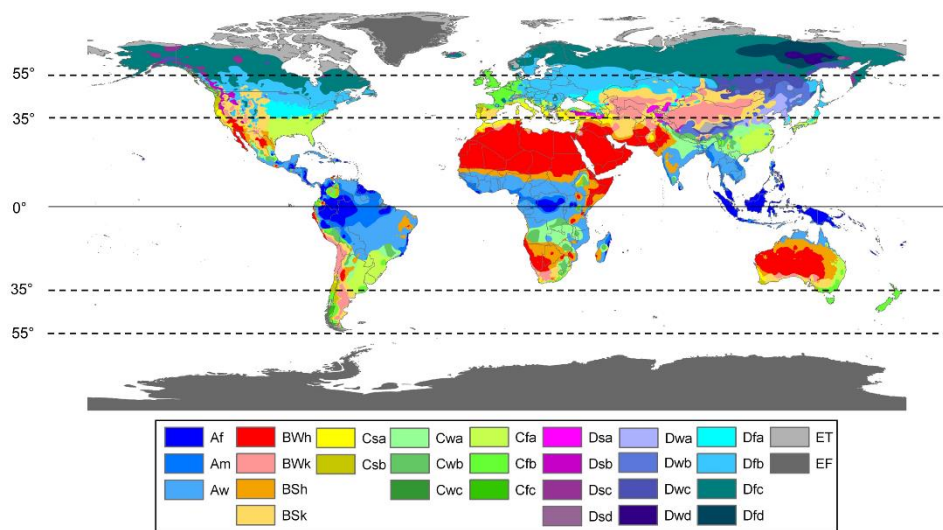 55°
35°
0°
35°
55°
Af BWh Csa Cwa Cfa Dsa Dwa Dfa ET
Am BWk Csb Cwb Cfb Dsb Dwb Dfb EF
Aw BSh Cwc Cfc Dsc Dwc Dfc
BSk Dsd Dwd Dfd